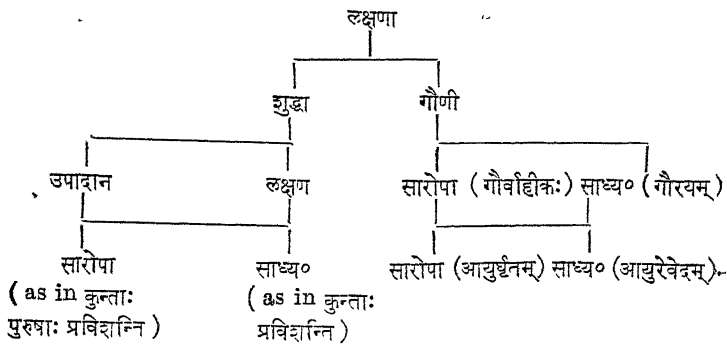 लक्षणा
शुद्धा गौणी
उपादान लक्षण सारोपा (गौर्वाहीकः) साध्य० (गौरयम्)
सारोपा साध्य० सारोपा (आयुर्घृतम्) साध्य० (आयुरेवेदम्)
( as in कुन्ताः ( as in कुन्ताः
पुरुषाः प्रविशन्ति ) प्रविशन्ति )